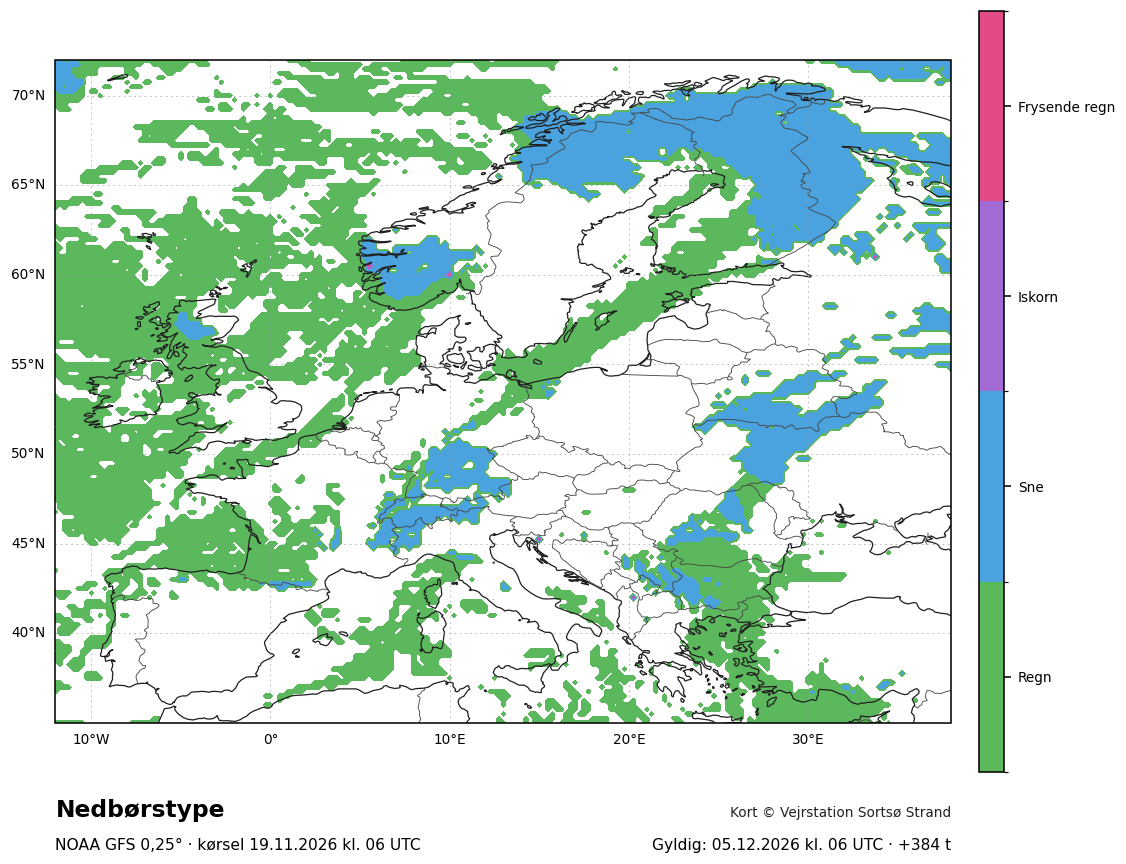 70°N
65°N
60°N
55°N
50°N
45°N
40°N
10°W
0°
10°E
20°E
30°E
Frysende regn
Iskorn
Sne
Regn
Nedbørstype
Kort © Vejrstation Sortsø Strand
NOAA GFS 0,25° · kørsel 19.11.2026 kl. 06 UTC
Gyldig: 05.12.2026 kl. 06 UTC · +384 t